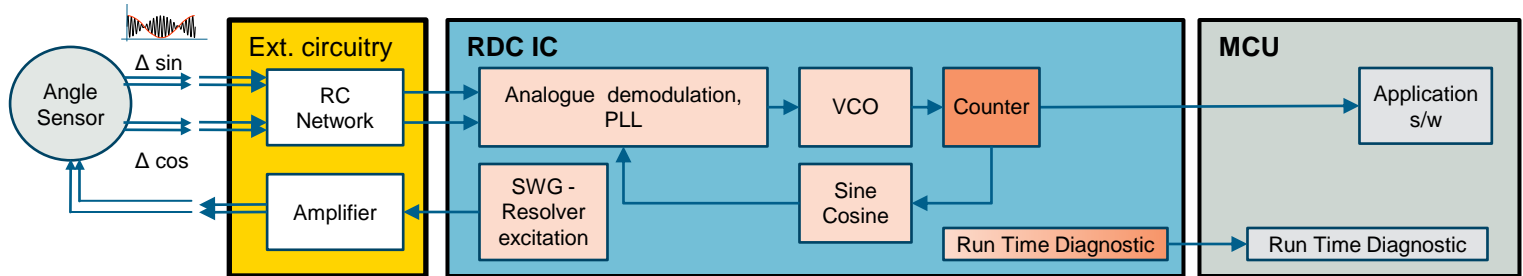 Ext. circuitry
RDC IC
MCU
Δ sin
Angle
Sensor
Δ cos
RC
Network
Amplifier
Analogue demodulation,
PLL
VCO
Counter
SWG -
Resolver
excitation
Sine
Cosine
Run Time Diagnostic
Application
s/w
Run Time Diagnostic